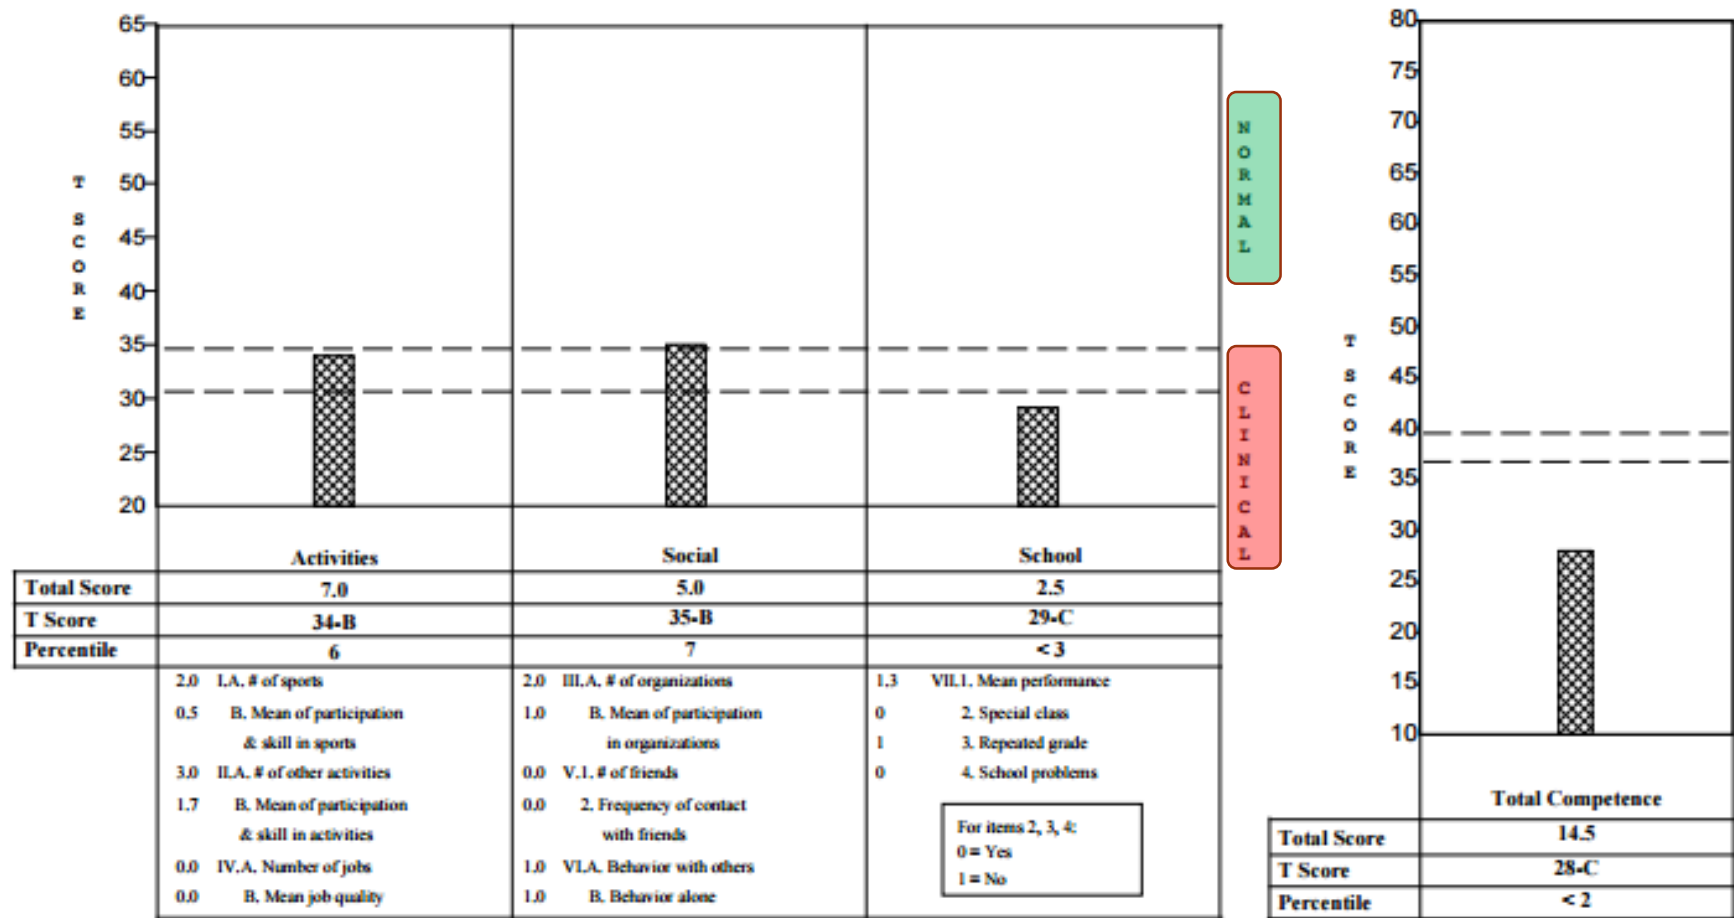 65
60
55
50
45
40
35
30
25
20
T SCORE
NORMAL
CLINICAL
Activities Social School
Total Score 7.0 5.0 2.5
T Score 34-B 35-B 29-C
Percentile 6 7 < 3
2.0 I.A. # of sports
0.5 B. Mean of participation
& skill in sports
3.0 II.A. # of other activities
1.7 B. Mean of participation
& skill in activities
0.0 IV.A. Number of jobs
0.0 B. Mean job quality
2.0 III.A. # of organizations
1.0 B. Mean of participation
in organizations
0.0 V.1. # of friends
0.0 2. Frequency of contact
with friends
1.0 VI.A. Behavior with others
1.0 B. Behavior alone
1.3 VII.1. Mean performance
0 2. Special class
1 3. Repeated grade
0 4. School problems
For items 2, 3, 4:
0 = Yes
1 = No
80
75
70
65
60
55
50
45
40
35
30
25
20
15
10
T SCORE
Total Competence
Total Score 14.5
T Score 28-C
Percentile < 2